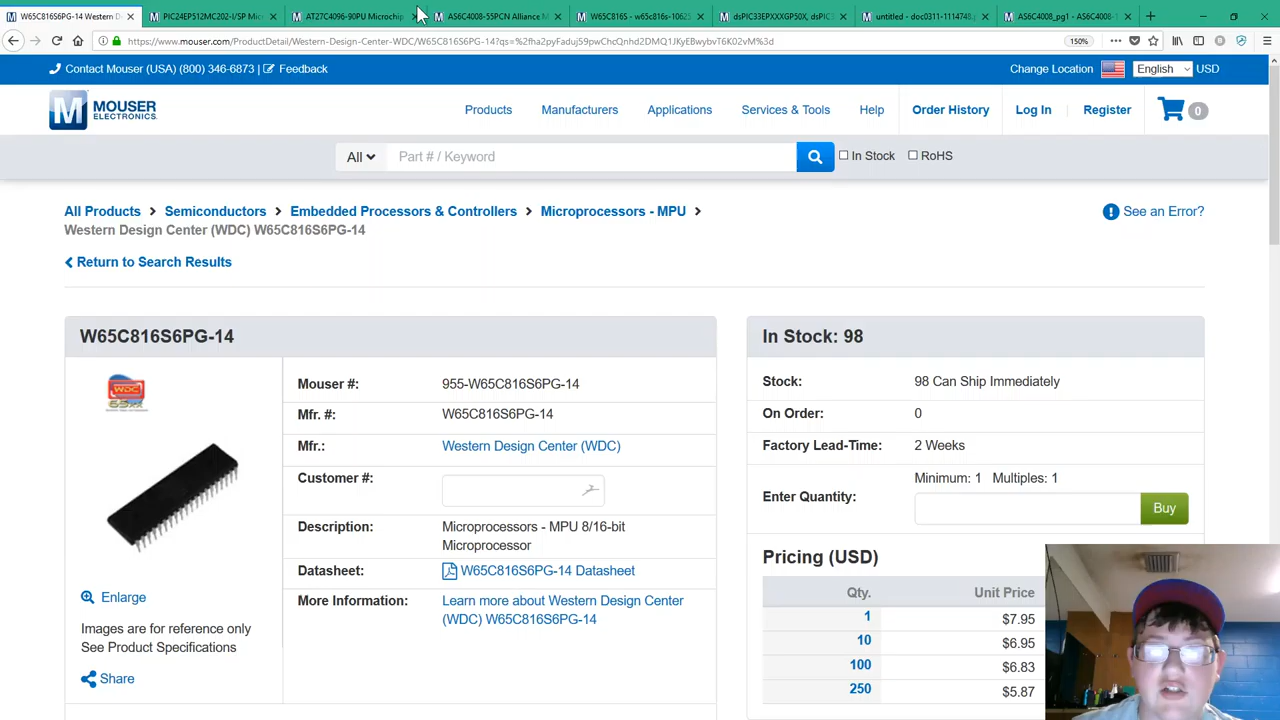 W65C816S6PG-14 Western D
PIC24EP512MC202-I/SP Mic
AT27C4096-90PU Microchip
AS6C4008-55PCN Alliance M
W65C816S - w65c816s-10625
dsPIC33EPXXXGP50X, dsPIC
untitled - doc0311-1114748.p
AS6C4008_pg1 - AS6C4008-1
https://www.mouser.com/ProductDetail/Western-Design-Center-WDC/W65C816S6PG-14?qs=%2fha2pyFaduj59pwChcQnhd2DMQ1JKyEBwybvT6K02vM%3d
150%
Contact Mouser (USA) (800) 346-6873 | Feedback
Change Location
English
USD
M MOUSER ELECTRONICS
Products
Manufacturers
Applications
Services & Tools
Help
Order History
Log In
Register
0
All
Part # / Keyword
In Stock
RoHS
All Products > Semiconductors > Embedded Processors & Controllers > Microprocessors - MPU >
Western Design Center (WDC) W65C816S6PG-14
See an Error?
Return to Search Results
W65C816S6PG-14
Mouser #: 955-W65C816S6PG-14
Mfr. #: W65C816S6PG-14
Mfr.: Western Design Center (WDC)
Customer #:
Description: Microprocessors - MPU 8/16-bit
Microprocessor
Datasheet: W65C816S6PG-14 Datasheet
More Information: Learn more about Western Design Center
(WDC) W65C816S6PG-14
WDC
65xx
Enlarge
Images are for reference only
See Product Specifications
Share
In Stock: 98
Stock: 98 Can Ship Immediately
On Order: 0
Factory Lead-Time: 2 Weeks
Minimum: 1 Multiples: 1
Enter Quantity:
Buy
Pricing (USD)
Qty. Unit Price
1 $7.95
10 $6.95
100 $6.83
250 $5.87